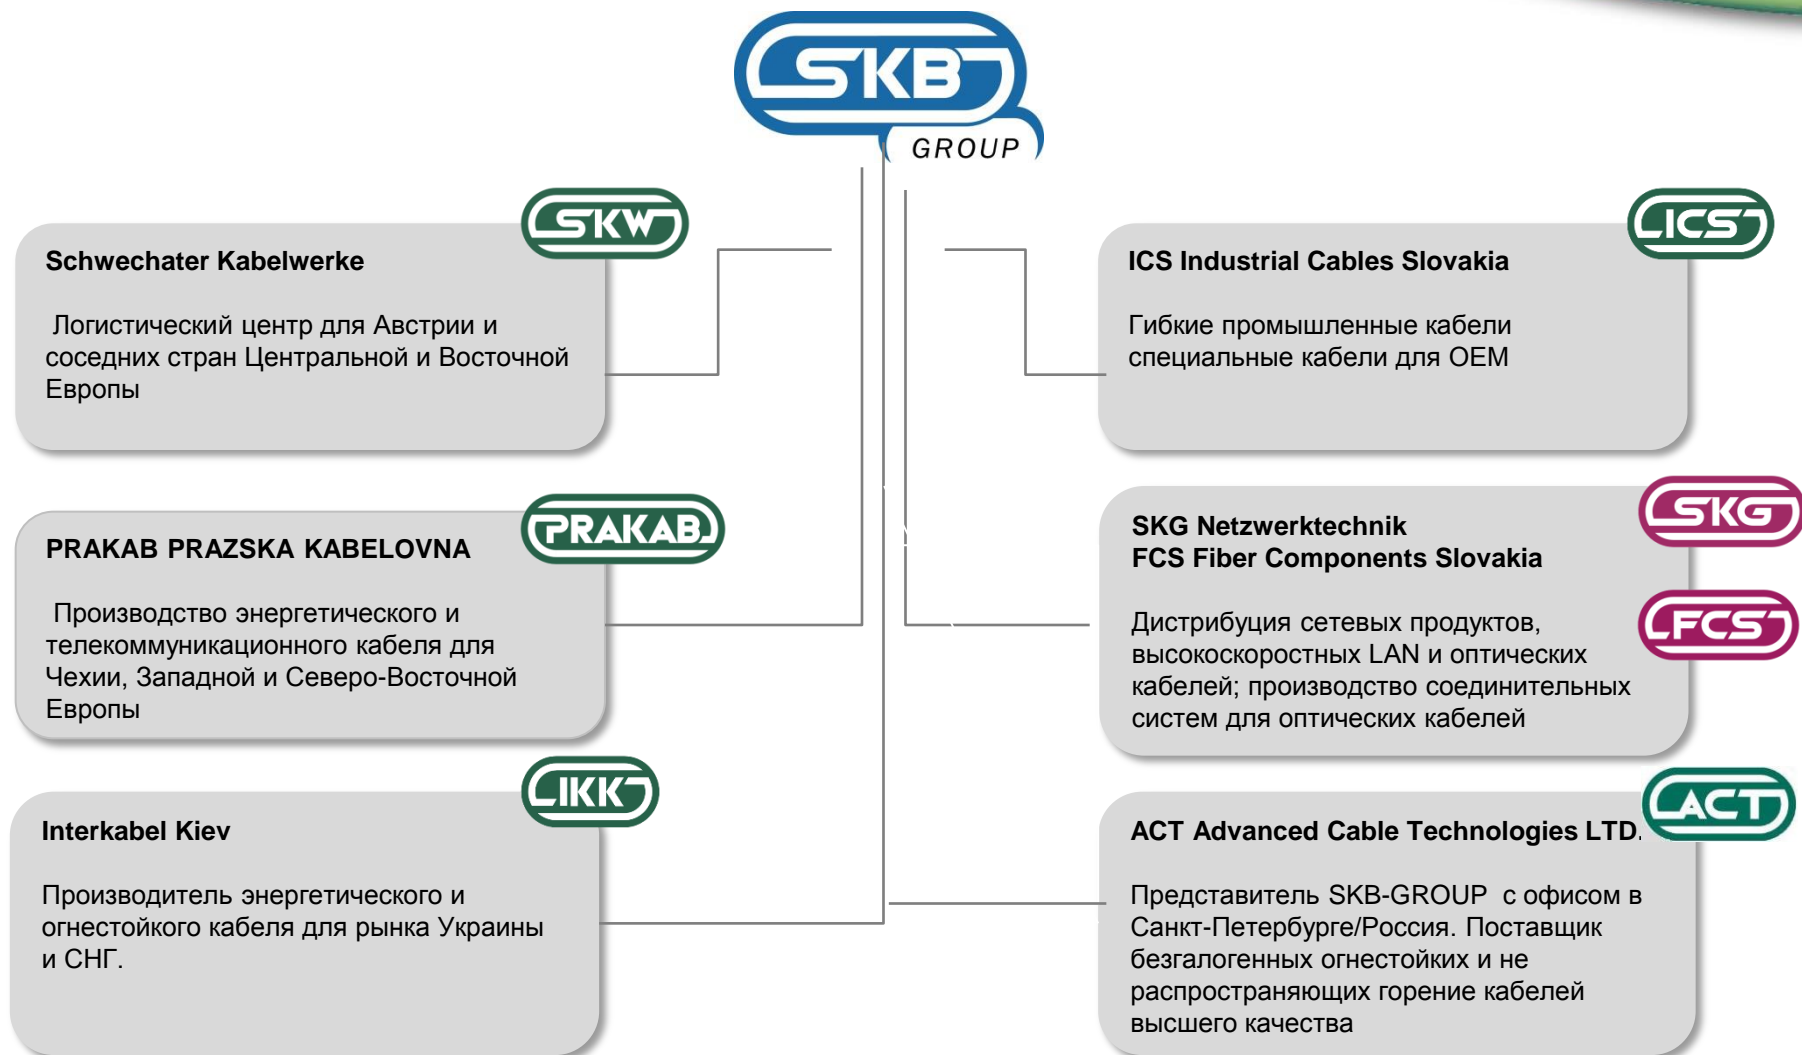 SKB
GROUP
SKW
Schwechater Kabelwerke
Логистический центр для Австрии и
соседних стран Центральной и Восточной
Европы
ICS
ICS Industrial Cables Slovakia
Гибкие промышленные кабели
специальные кабели для OEM
PRAKAB
PRAKAB PRAZSKA KABELOVNA
Производство энергетического и
телекоммуникационного кабеля для
Чехии, Западной и Северо-Восточной
Европы
SKG
SKG Netzwerktechnik
FCS Fiber Components Slovakia
FCS
Дистрибуция сетевых продуктов,
высокоскоростных LAN и оптических
кабелей; производство соединительных
систем для оптических кабелей
IKK
Interkabel Kiev
Производитель энергетического и
огнестойкого кабеля для рынка Украины
и СНГ.
ACT
ACT Advanced Cable Technologies LTD.
Представитель SKB-GROUP с офисом в
Санкт-Петербурге/Россия. Поставщик
безгалогенных огнестойких и не
распространяющих горение кабелей
высшего качества